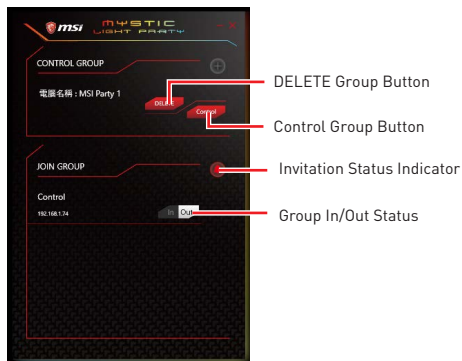 msi MYSTIC LIGHT PARTY
CONTROL GROUP
電腦名稱 : MSI Party 1
DELETE
Control
DELETE Group Button
Control Group Button
JOIN GROUP
Invitation Status Indicator
Control
192.168.1.74
In Out
Group In/Out Status